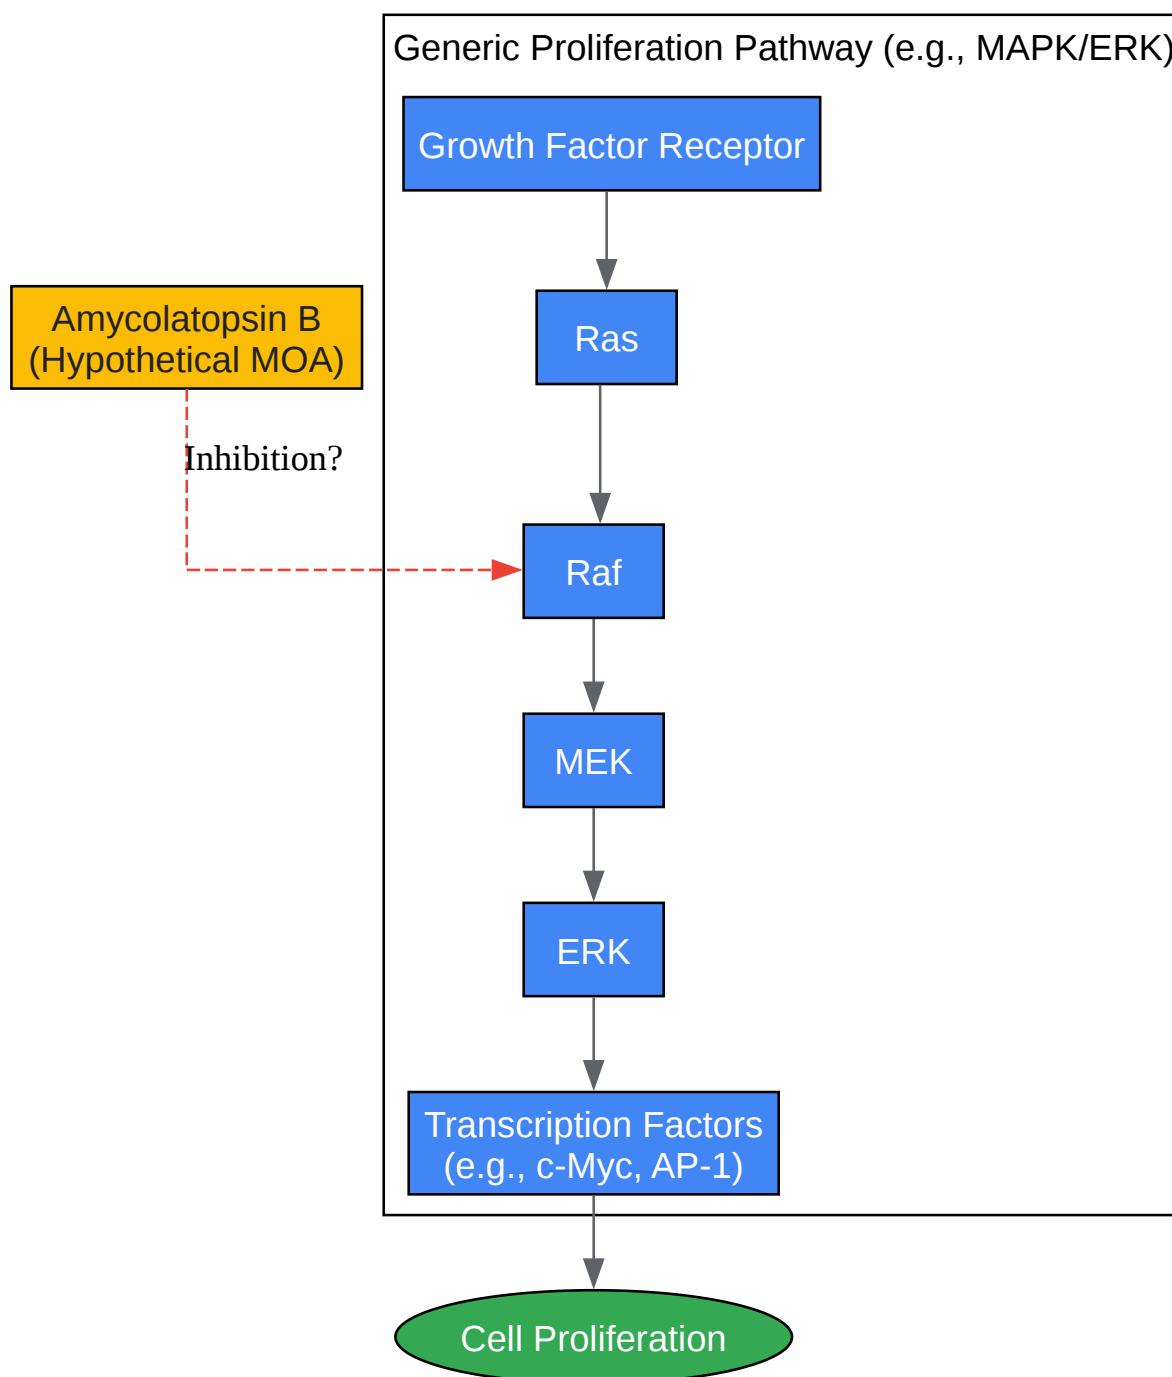 Generic Proliferation Pathway (e.g., MAPK/ERK)
Growth Factor Receptor
Amycolatopsin B
(Hypothetical MOA)
Ras
Inhibition?
Raf
MEK
ERK
Transcription Factors
(e.g., c-Myc, AP-1)
Cell Proliferation